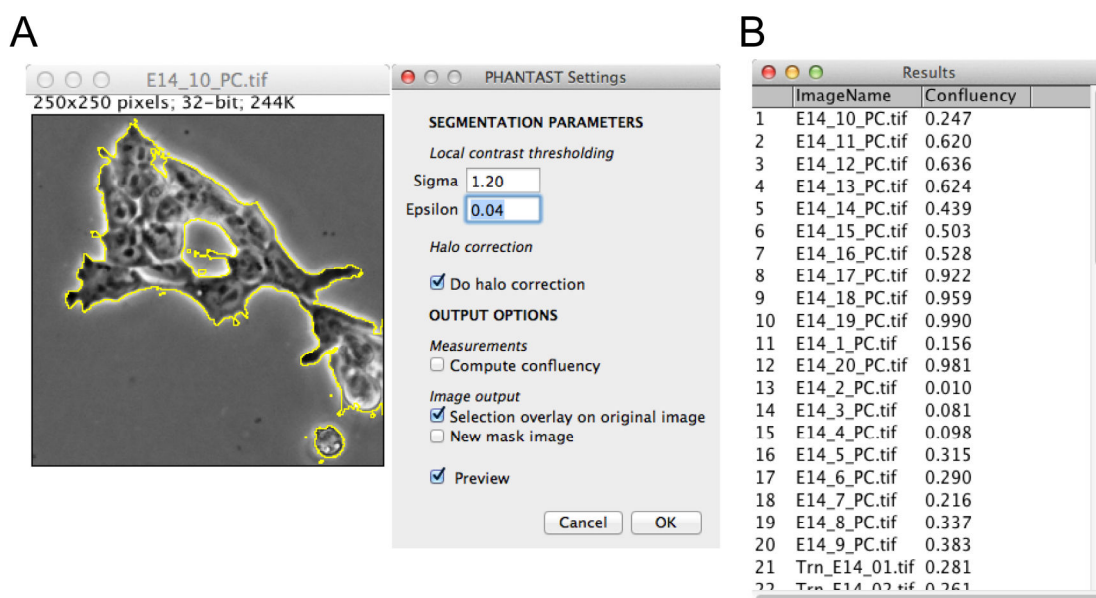 A
E14_10_PC.tif
250x250 pixels; 32-bit; 244K
PHANTAST Settings
SEGMENTATION PARAMETERS
Local contrast thresholding
Sigma 1.20
Epsilon 0.04
Halo correction
Do halo correction
OUTPUT OPTIONS
Measurements
Compute confluency
Image output
Selection overlay on original image
New mask image
Preview
Cancel OK
B
Results
ImageName Confluency
1 E14_10_PC.tif 0.247
2 E14_11_PC.tif 0.620
3 E14_12_PC.tif 0.636
4 E14_13_PC.tif 0.624
5 E14_14_PC.tif 0.439
6 E14_15_PC.tif 0.503
7 E14_16_PC.tif 0.528
8 E14_17_PC.tif 0.922
9 E14_18_PC.tif 0.959
10 E14_19_PC.tif 0.990
11 E14_1_PC.tif 0.156
12 E14_20_PC.tif 0.981
13 E14_2_PC.tif 0.010
14 E14_3_PC.tif 0.081
15 E14_4_PC.tif 0.098
16 E14_5_PC.tif 0.315
17 E14_6_PC.tif 0.290
18 E14_7_PC.tif 0.216
19 E14_8_PC.tif 0.337
20 E14_9_PC.tif 0.383
21 Trn_E14_01.tif 0.281
22 Trn_E14_02.tif 0.261